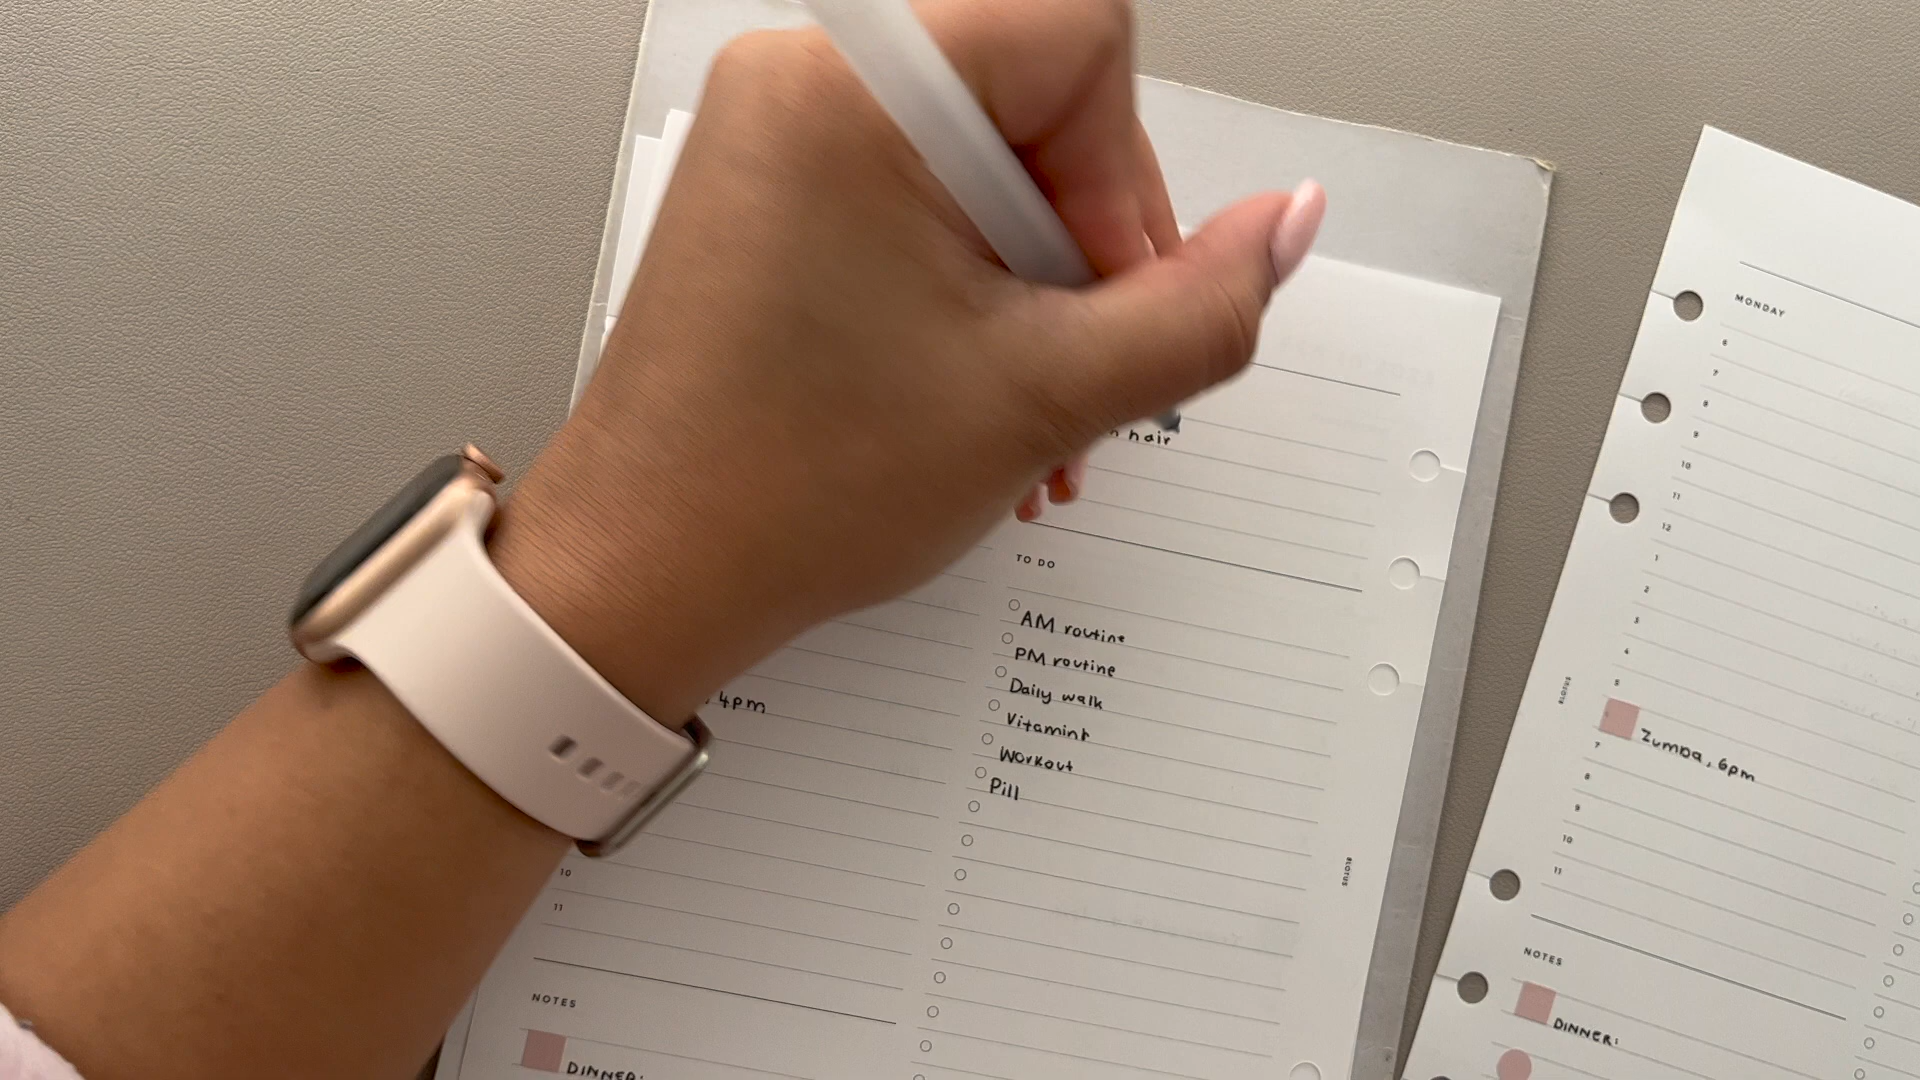 hair
TO DO
AM routine
PM routine
Daily walk
Vitamins
Workout
Pill
4pm
10
11
NOTES
DINNER:
BLOTUS
MONDAY
6
7
8
9
10
11
12
1
2
3
4
5
Zumba, 6pm
7
8
9
10
11
NOTES
DINNER:
BLOTUS